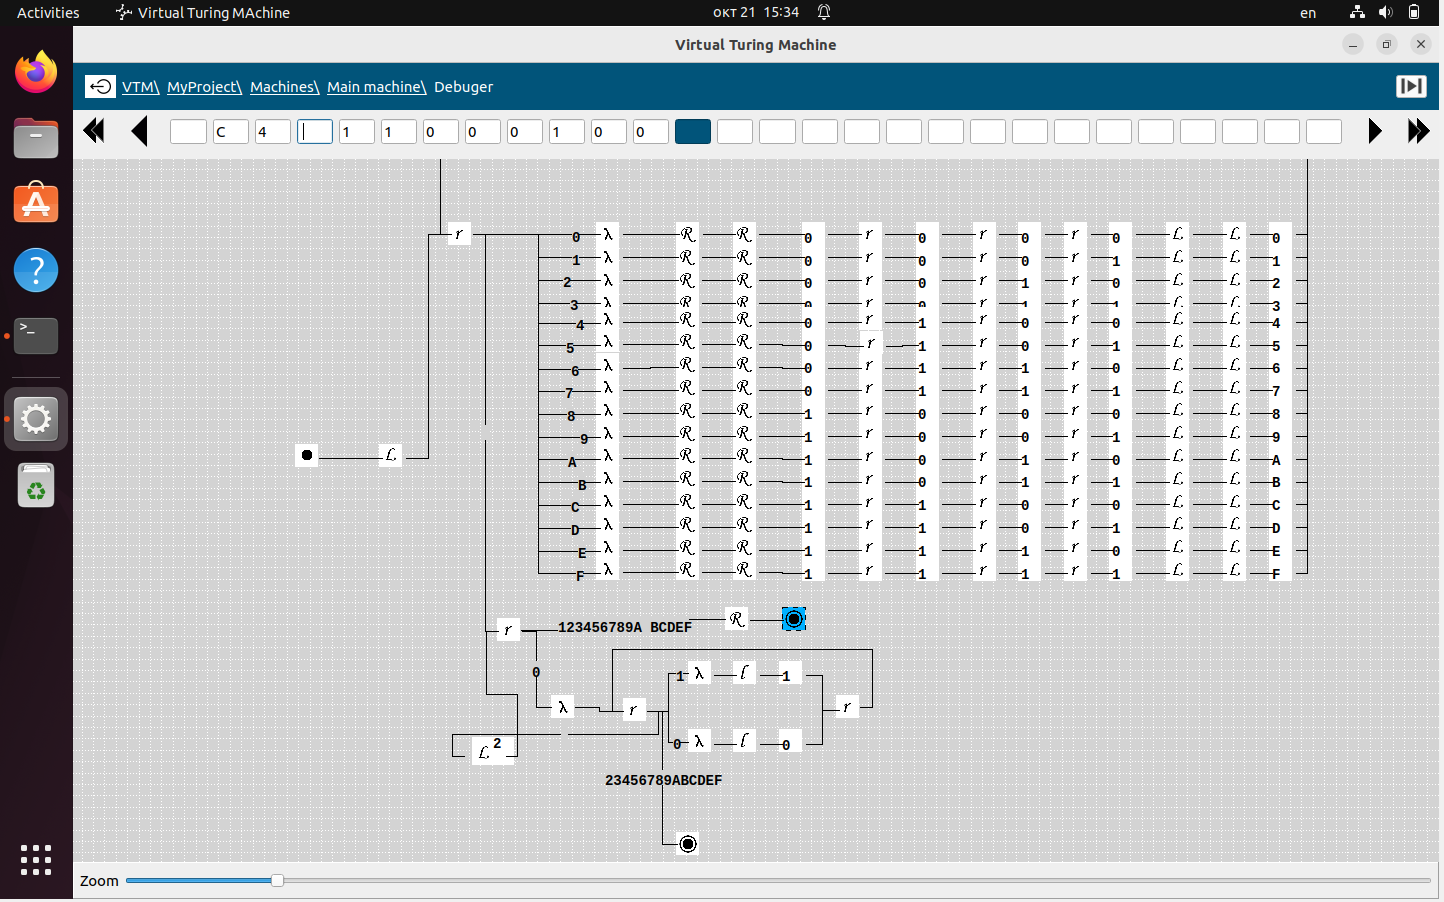 Activities
Virtual Turing MAchine
окт 21 15:34
en
Virtual Turing Machine
VTM\ MyProject\ Machines\ Main machine\ Debuger
C 4 1 1 0 0 0 1 0 0
r
0 λ R R 0 r 0 r 0 r 0 L L 0
1 λ R R 0 r 0 r 0 r 1 L L 1
2 λ R R 0 r 0 r 1 r 0 L L 2
3 λ R R 0 r 0 r 1 r 1 L L 3
4 λ R R 0 r 1 r 0 r 0 L L 4
5 λ R R 0 r 1 r 0 r 1 L L 5
6 λ R R 0 r 1 r 1 r 0 L L 6
7 λ R R 0 r 1 r 1 r 1 L L 7
8 λ R R 1 r 0 r 0 r 0 L L 8
9 λ R R 1 r 0 r 0 r 1 L L 9
L
A λ R R 1 r 0 r 1 r 0 L L A
B λ R R 1 r 0 r 1 r 1 L L B
C λ R R 1 r 1 r 0 r 0 L L C
D λ R R 1 r 1 r 0 r 1 L L D
E λ R R 1 r 1 r 1 r 0 L L E
F λ R R 1 r 1 r 1 r 1 L L F
r 123456789A BCDEF R
0
1 λ l 1
λ r r
L 2
0 λ l 0
23456789ABCDEF
Zoom